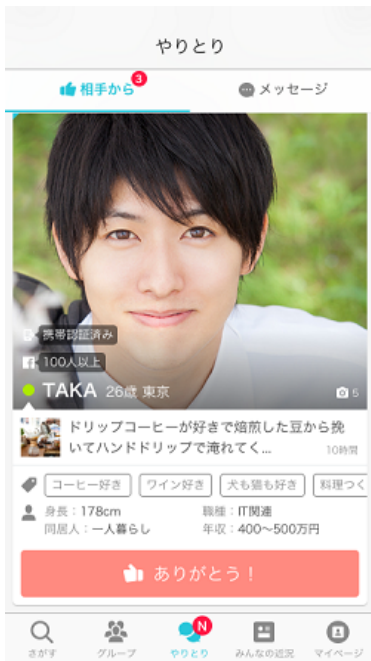 やりとり
相手から 3
メッセージ
携帯認証済み
100人以上
TAKA 26歳 東京
5
ドリップコーヒーが好きで焙煎した豆から挽
いてハンドドリップで淹れてく...
10時間
コーヒー好き ワイン好き 犬も猫も好き 料理つく
身長：178cm 職種：IT関連
同居人：一人暮らし 年収：400〜500万円
ありがとう！
N
さがす グループ やりとり みんなの近況 マイページ